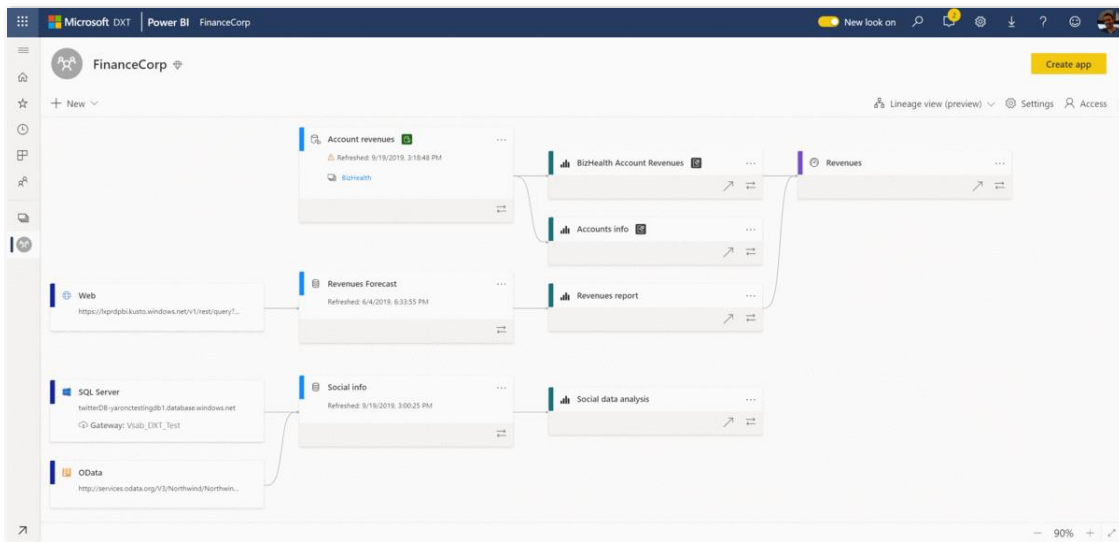 Microsoft DXT Power BI FinanceCorp New look on 2
FinanceCorp Create app
New Lineage view (preview) Settings Access
Account revenues
Refreshed: 9/19/2019, 3:18:48 PM
BizHealth
BizHealth Account Revenues
Revenues
Accounts info
Web
https://lxprdpbi.kusto.windows.net/v1/rest/query?...
Revenues Forecast
Refreshed: 6/4/2019, 6:33:55 PM
Revenues report
SQL Server
twitterDB-yaronctestingdb1.database.windows.net
Gateway: Vsab_DXT_Test
Social info
Refreshed: 9/19/2019, 3:00:25 PM
Social data analysis
OData
http://services.odata.org/V3/Northwind/Northwin...
90%